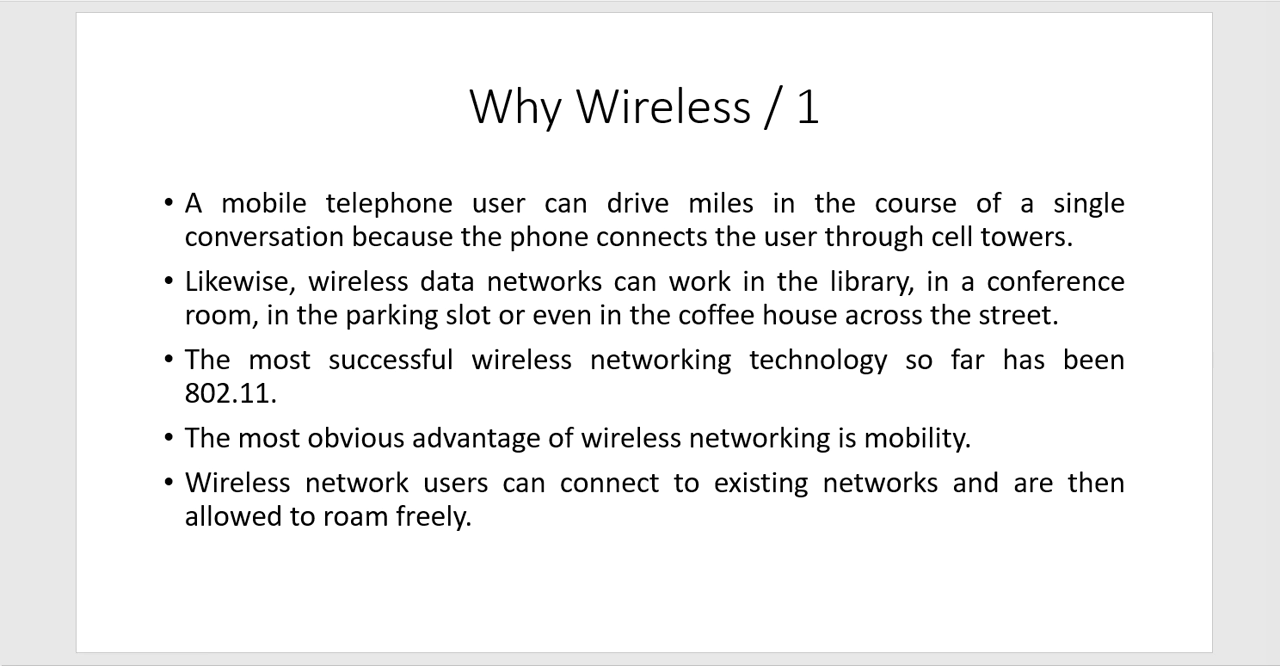 Why Wireless / 1
• A mobile telephone user can drive miles in the course of a single
conversation because the phone connects the user through cell towers.
• Likewise, wireless data networks can work in the library, in a conference
room, in the parking slot or even in the coffee house across the street.
• The most successful wireless networking technology so far has been
802.11.
• The most obvious advantage of wireless networking is mobility.
• Wireless network users can connect to existing networks and are then
allowed to roam freely.